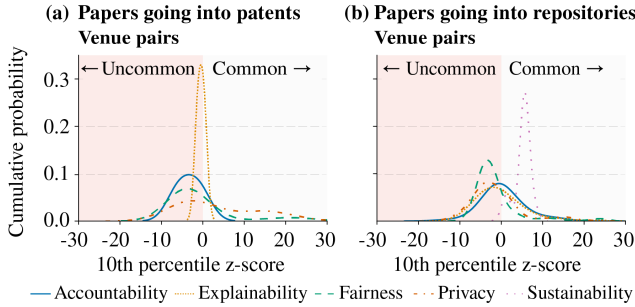 (a) Papers going into patents
Venue pairs
← Uncommon Common →
Cumulative probability
0.3
0.2
0.1
0.0
-30 -20 -10 0 10 20 30
10th percentile z-score
(b) Papers going into repositories
Venue pairs
← Uncommon Common →
-30 -20 -10 0 10 20 30
10th percentile z-score
Accountability Explainability Fairness Privacy Sustainability